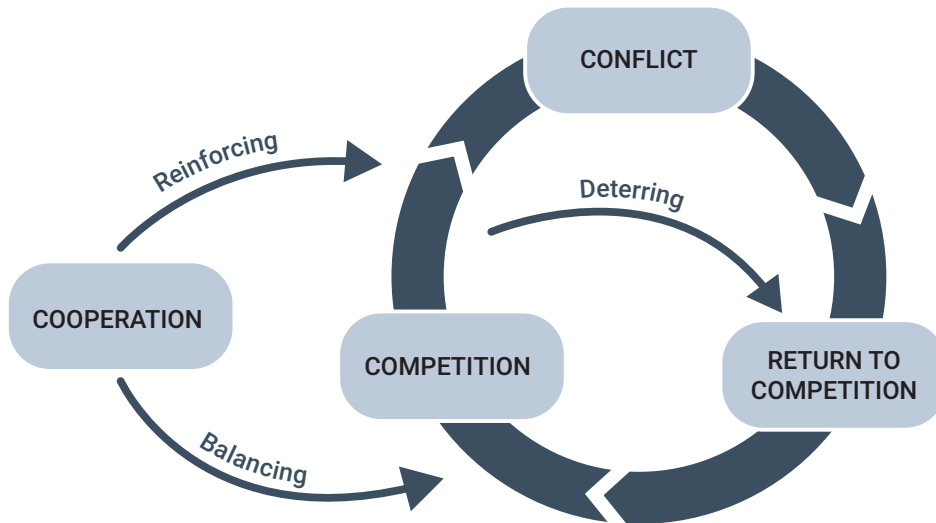 CONFLICT
Reinforcing
Deterring
COOPERATION
COMPETITION
RETURN TO
COMPETITION
Balancing